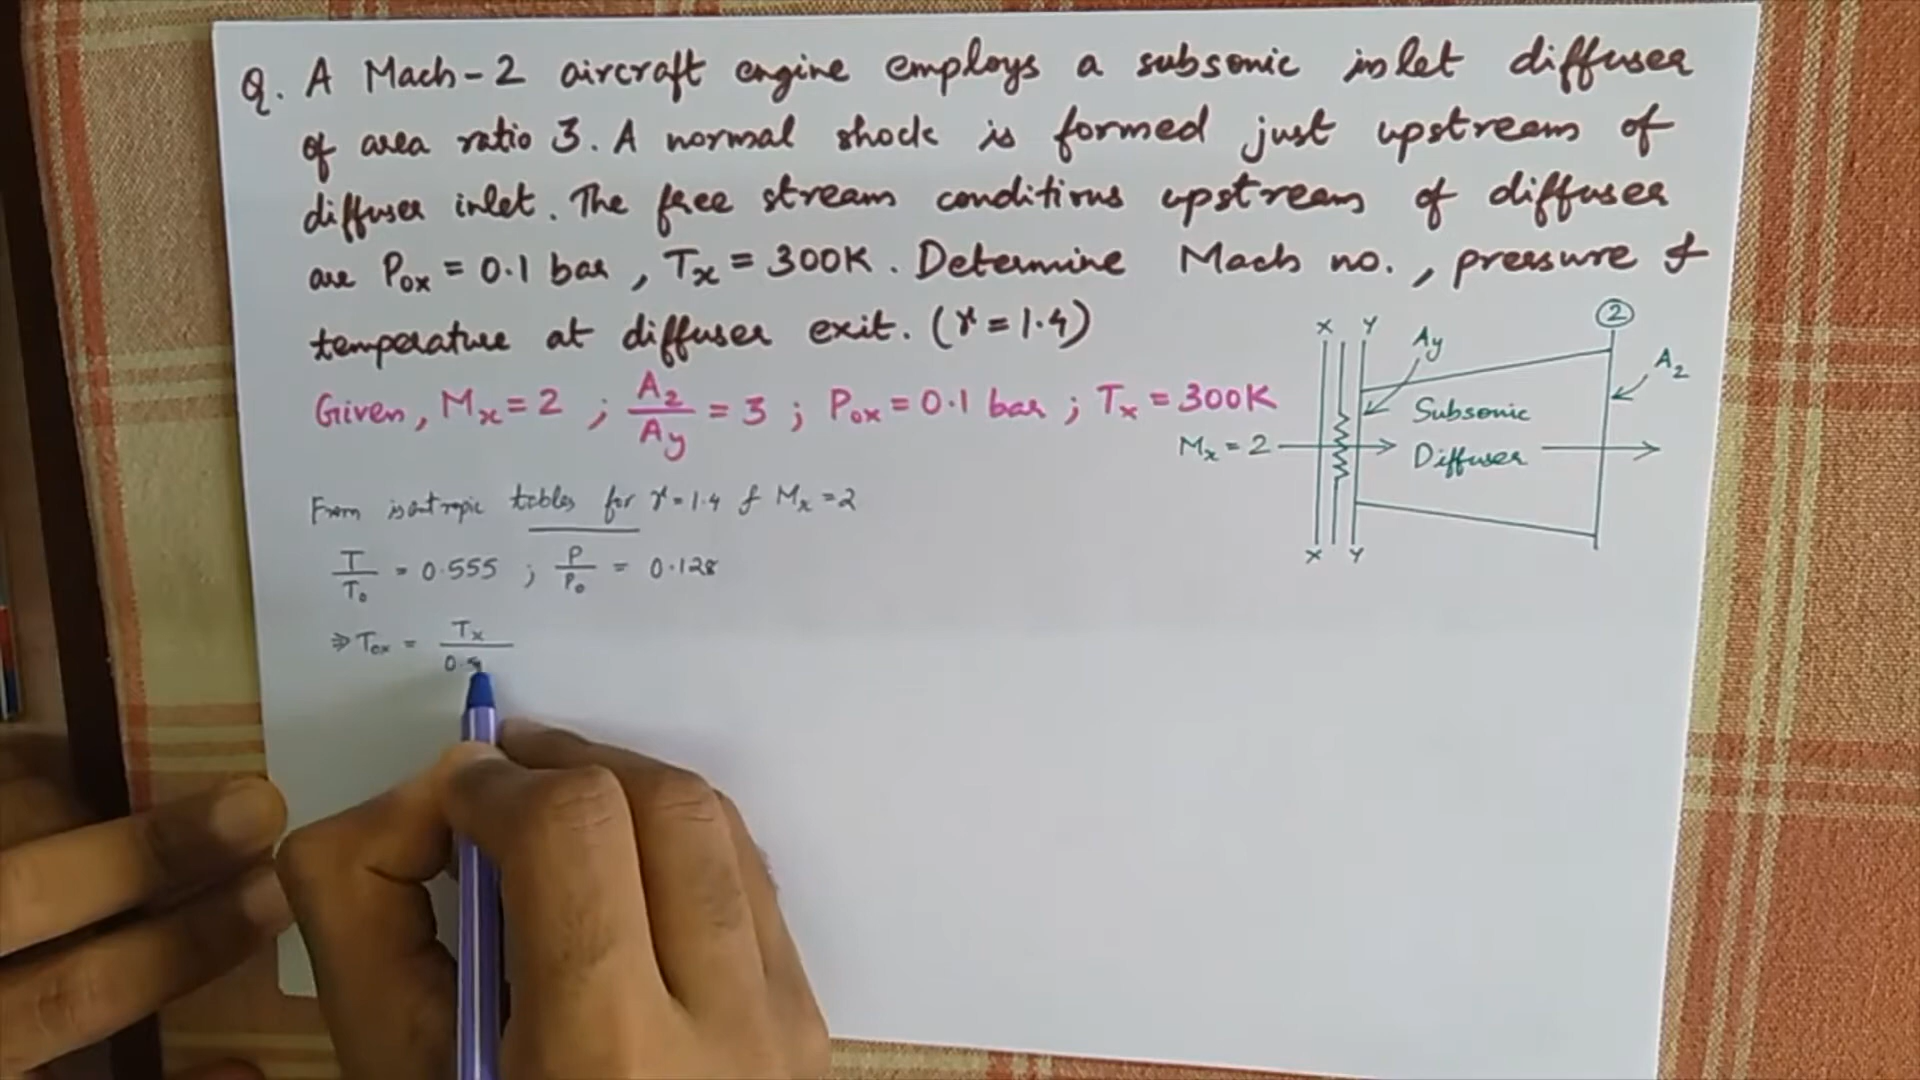 Q. A Mach-2 aircraft engine employs a subsonic inlet diffuser
of area ratio 3. A normal shock is formed just upstream of
diffuser inlet. The free stream conditions upstream of diffuser
are Pox = 0.1 bar, Tx = 300K. Determine Mach no., pressure &
temperature at diffuser exit. (γ = 1.4)
Given, Mx = 2 ; A2/Ay = 3 ; Pox = 0.1 bar ; Tx = 300K
X Y Ay 2 A2
Mx = 2 Subsonic
Diffuser
X Y
From isentropic tables for γ = 1.4 & Mx = 2
T/To = 0.555 ; P/Po = 0.128
⇒ Tox = Tx/0.5